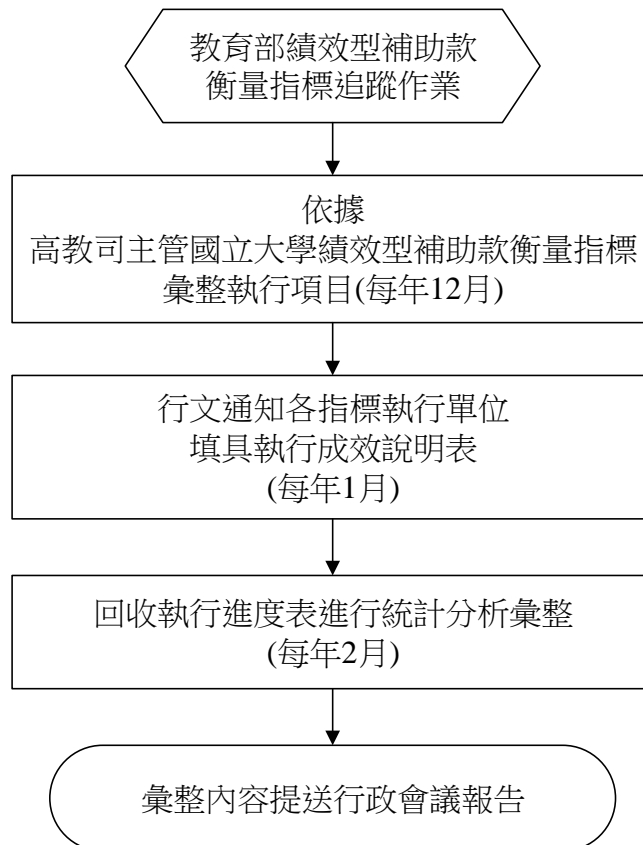 教育部績效型補助款
衡量指標追蹤作業
依據
高教司主管國立大學績效型補助款衡量指標
彙整執行項目(每年12月)
行文通知各指標執行單位
填具執行成效說明表
(每年1月)
回收執行進度表進行統計分析彙整
(每年2月)
彙整內容提送行政會議報告